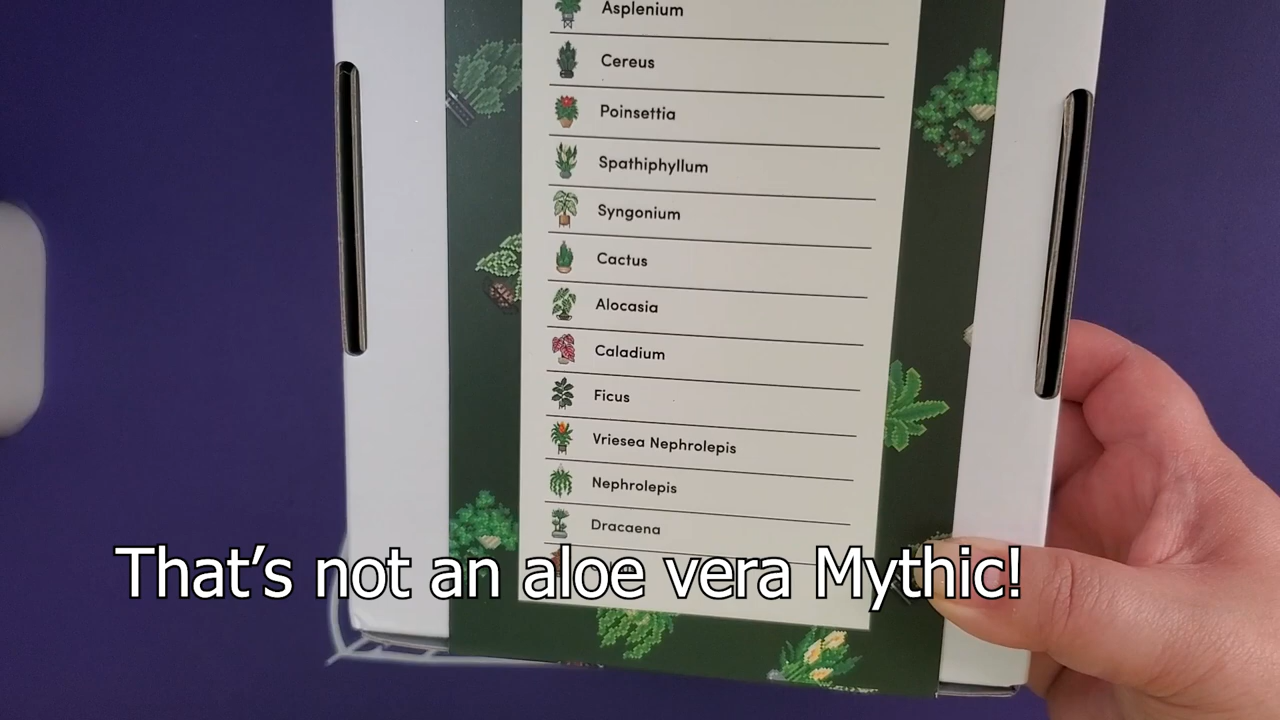 Asplenium
Cereus
Poinsettia
Spathiphyllum
Syngonium
Cactus
Alocasia
Caladium
Ficus
Vriesea Nephrolepis
Nephrolepis
Dracaena
That's not an aloe vera Mythic!